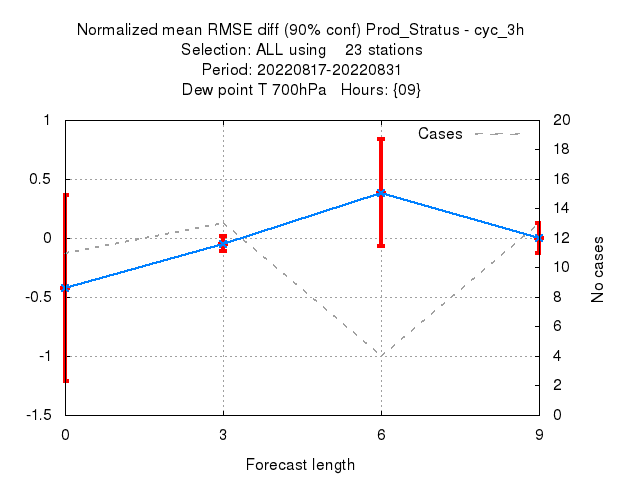 Normalized mean RMSE diff (90% conf) Prod_Stratus - cyc_3h
Selection: ALL using    23 stations
Period: 20220817-20220831
Dew point T 700hPa   Hours: {09}
Cases
1
0.5
0
-0.5
-1
-1.5
20
18
16
14
12
10
8
6
4
2
0
No cases
0 3 6 9
Forecast length